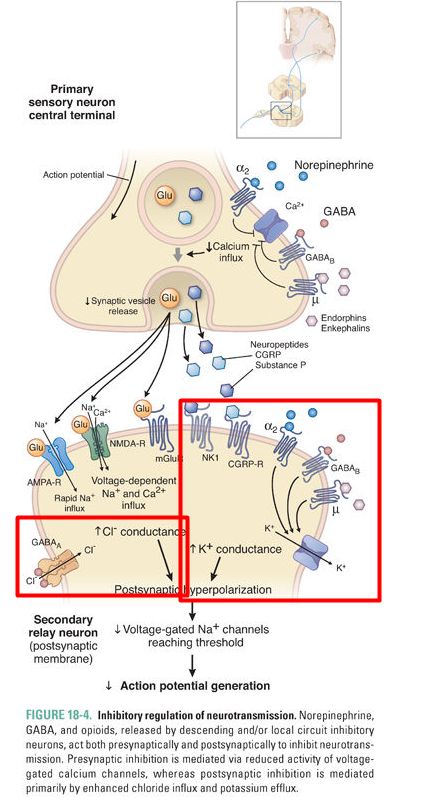 Primary
sensory neuron
central terminal
Action potential
Glu
α2
Norepinephrine
Ca²⁺
GABA
↓Calcium
influx
GABA_B
μ
Endorphins
Enkephalins
↓Synaptic vesicle
release
Glu
Neuropeptides
CGRP
Substance P
Na⁺
Glu
AMPA-R
Rapid Na⁺
influx
Na⁺
Ca²⁺
Glu
NMDA-R
Voltage-dependent
Na⁺ and Ca²⁺
influx
Glu
mGluR
NK1
CGRP-R
α2
GABA_B
μ
K⁺
K⁺
↑Cl⁻ conductance
GABA_A
Cl⁻
Cl⁻
↑K⁺ conductance
Postsynaptic hyperpolarization
Secondary
relay neuron
(postsynaptic
membrane)
↓Voltage-gated Na⁺ channels
reaching threshold
↓ Action potential generation
FIGURE 18-4. Inhibitory regulation of neurotransmission. Norepinephrine,
GABA, and opioids, released by descending and/or local circuit inhibitory
neurons, act both presynaptically and postsynaptically to inhibit neurotrans-
mission. Presynaptic inhibition is mediated via reduced activity of voltage-
gated calcium channels, whereas postsynaptic inhibition is mediated
primarily by enhanced chloride influx and potassium efflux.